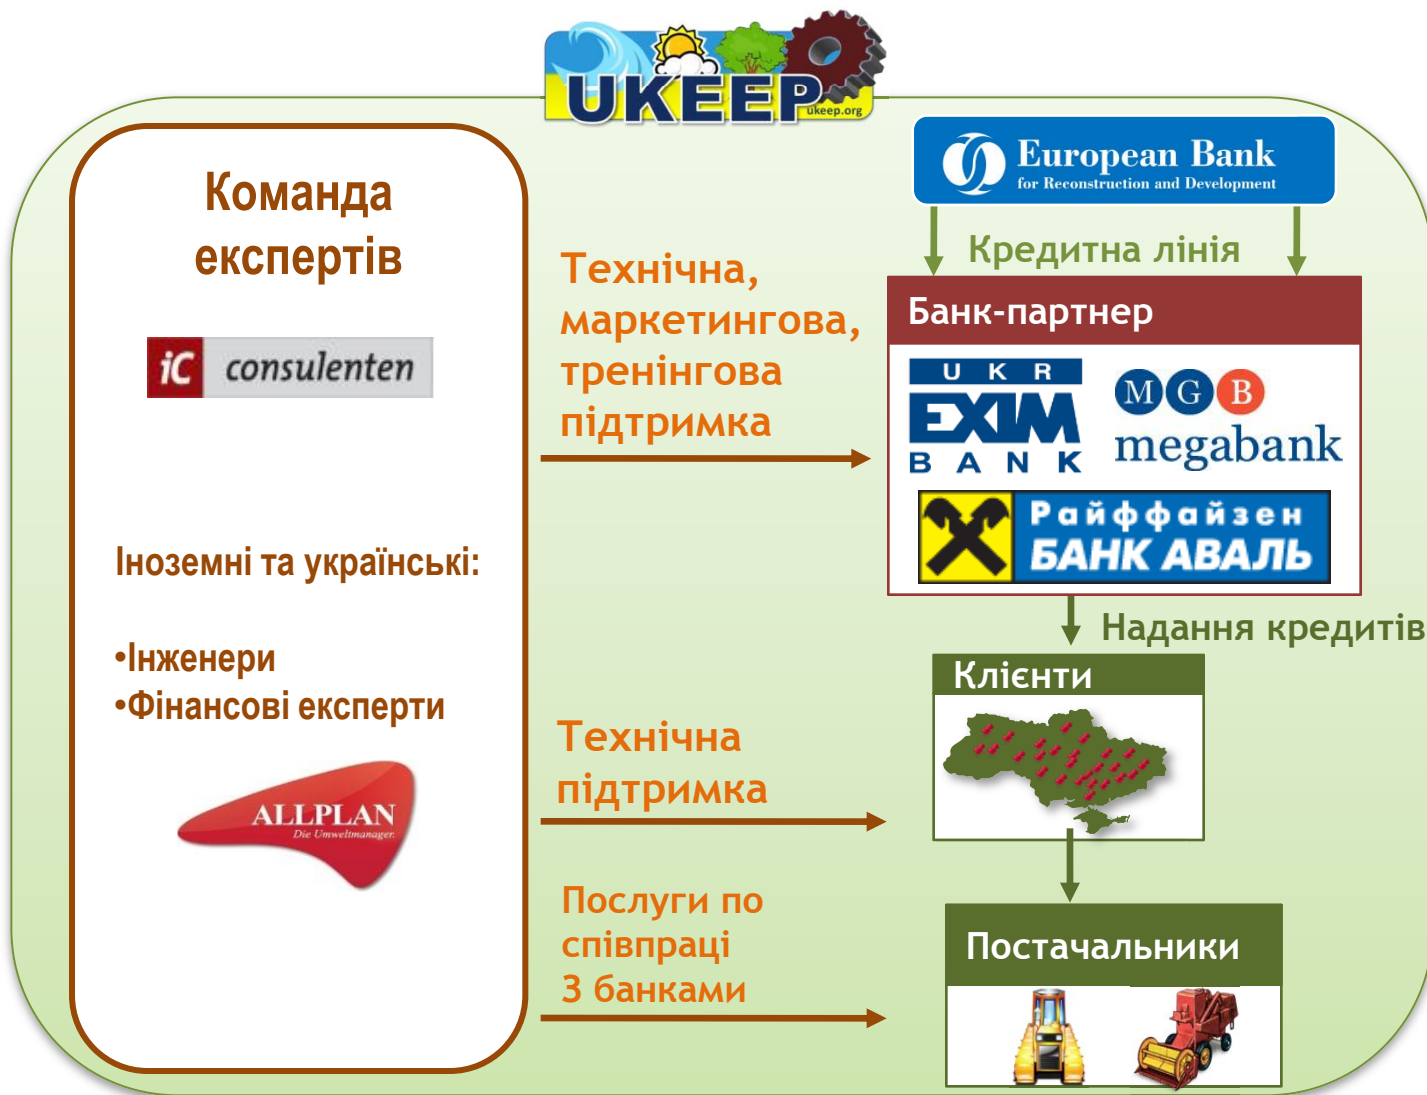 UKEEP
ukeep.org
Команда
експертів
iC consulenten
Іноземні та українські:
•Інженери
•Фінансові експерти
ALLPLAN
Die Umweltmanager.
Технічна,
маркетингова,
тренінгова
підтримка
Технічна
підтримка
Послуги по
співпраці
З банками
European Bank
for Reconstruction and Development
Кредитна лінія
Банк-партнер
UKR
EXIM
BANK
MGB
megabank
Райффайзен
БАНК АВАЛЬ
Надання кредитів
Клієнти
Постачальники